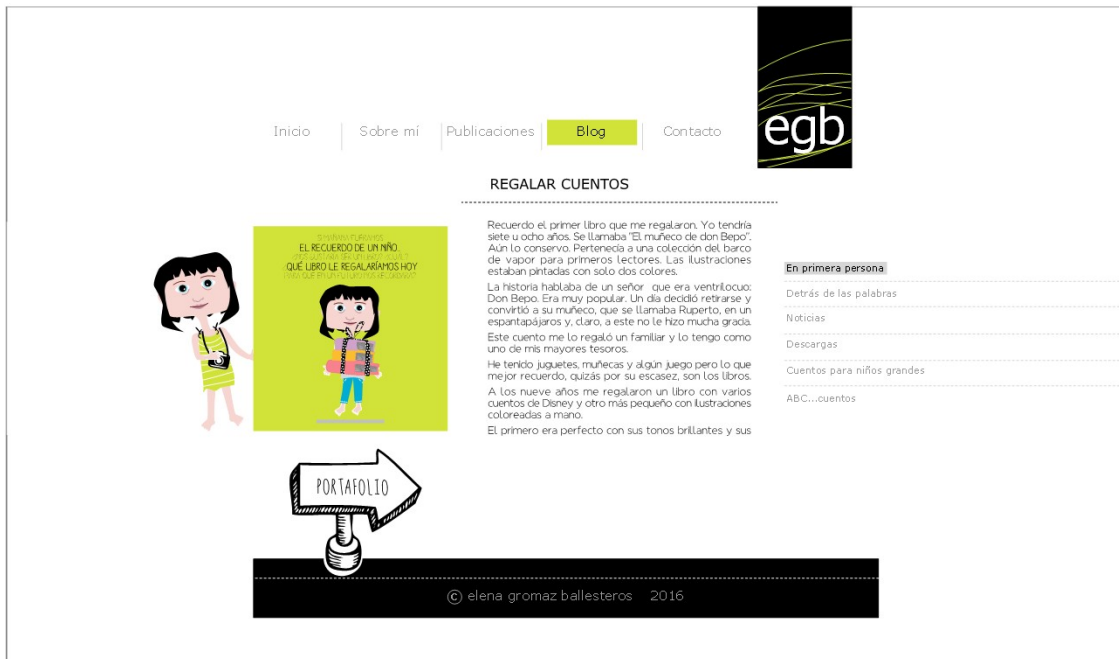 egb
Inicio
Sobre mí
Publicaciones
Blog
Contacto
REGALAR CUENTOS
EL RECUERDO DE UN NIÑO.
QUÉ LIBRO LE REGALARÍAMOS HOY
Recuerdo el primer libro que me regalaron. Yo tendría
siete u ocho años. Se llamaba "El muñeco de don Bepo".
Aún lo conservo. Pertenecía a una colección del barco
de vapor para primeros lectores. Las ilustraciones
estaban pintadas con solo dos colores.
La historia hablaba de un señor que era ventrílocuo:
Don Bepo. Era muy popular. Un día decidió retirarse y
convirtió a su muñeco, que se llamaba Ruperto, en un
espantapájaros y, claro, a este no le hizo mucha gracia.
Este cuento me lo regaló un familiar y lo tengo como
uno de mis mayores tesoros.
He tenido juguetes, muñecas y algún juego pero lo que
mejor recuerdo, quizás por su escasez, son los libros.
A los nueve años me regalaron un libro con varios
cuentos de Disney y otro más pequeño con ilustraciones
coloreadas a mano.
El primero era perfecto con sus tonos brillantes y sus
En primera persona
Detrás de las palabras
Noticias
Descargas
Cuentos para niños grandes
ABC...cuentos
PORTAFOLIO
© elena gromaz ballesteros 2016